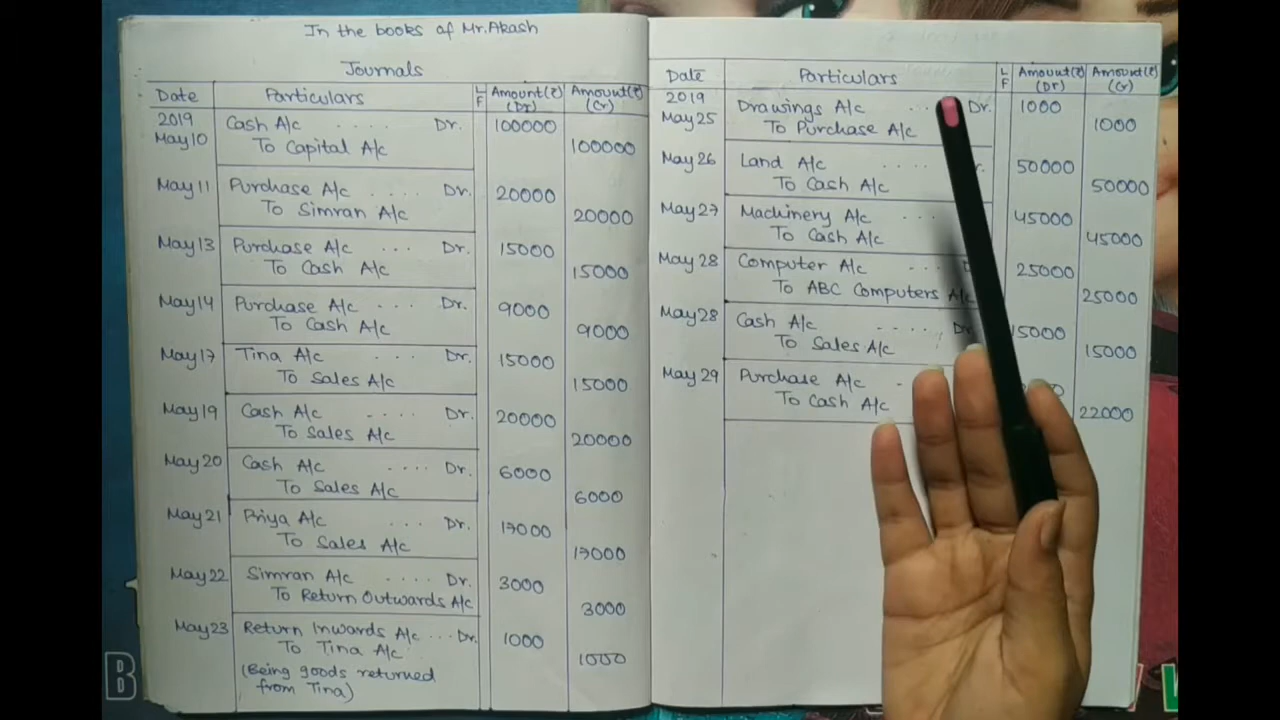 In the books of Mr. Akash
Journals
Date Particulars L F Amount(₹) (Dr) Amount(₹) (Cr)
2019
May 10 Cash A/c ..... Dr. 100000
To Capital A/c 100000
May 11 Purchase A/c .... Dr. 20000
To Simran A/c 20000
May 13 Purchase A/c ... Dr. 15000
To Cash A/c 15000
May 14 Purchase A/c ... Dr. 9000
To Cash A/c 9000
May 17 Tina A/c ... Dr. 15000
To Sales A/c 15000
May 19 Cash A/c .... Dr. 20000
To Sales A/c 20000
May 20 Cash A/c .... Dr. 6000
To Sales A/c 6000
May 21 Priya A/c ... Dr. 17000
To Sales A/c 17000
May 22 Simran A/c .... Dr. 3000
To Return Outwards A/c 3000
May 23 Return Inwards A/c ... Dr. 1000
To Tina A/c 1000
(Being goods returned
from Tina)
Date Particulars L F Amount(₹) (Dr) Amount(₹) (Cr)
2019
May 25 Drawings A/c ... Dr. 1000
To Purchase A/c 1000
May 26 Land A/c .... 50000
To Cash A/c 50000
May 27 Machinery A/c ... 45000
To Cash A/c 45000
May 28 Computer A/c ... 25000
To ABC Computers A/c 25000
May 28 Cash A/c .... Dr. 15000
To Sales A/c 15000
May 29 Purchase A/c
To Cash A/c 22000
B